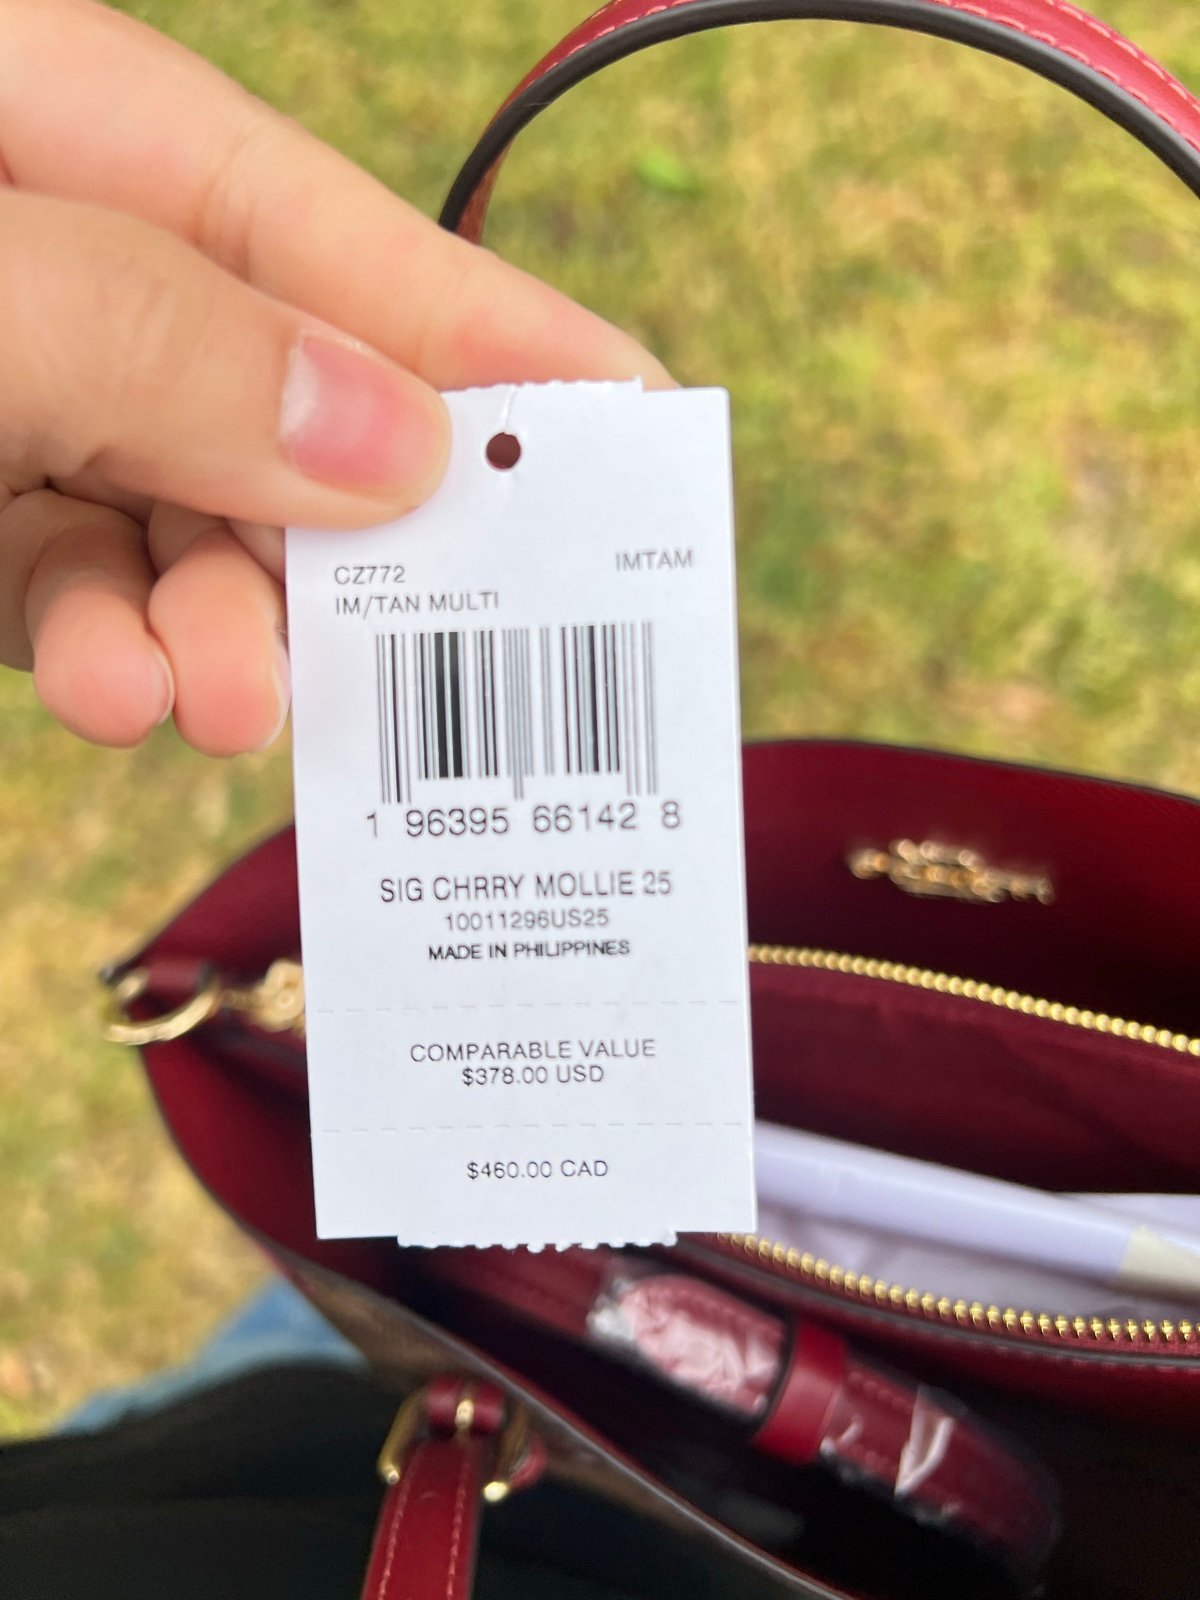 CZ772
IMTAM
IM/TAN MULTI
1 96395 66142 8
SIG CHRRY MOLLIE 25
10011296US25
MADE IN PHILIPPINES
COMPARABLE VALUE
$378.00 USD
$460.00 CAD